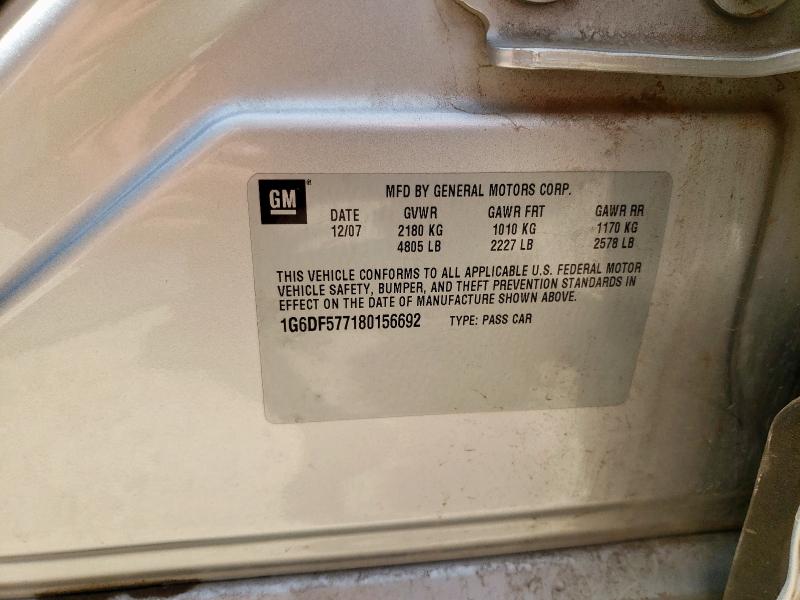 GM® MFD BY GENERAL MOTORS CORP.
DATE GVWR GAWR FRT GAWR RR
12/07 2180 KG 1010 KG 1170 KG
4805 LB 2227 LB 2578 LB
THIS VEHICLE CONFORMS TO ALL APPLICABLE U.S. FEDERAL MOTOR
VEHICLE SAFETY, BUMPER, AND THEFT PREVENTION STANDARDS IN
EFFECT ON THE DATE OF MANUFACTURE SHOWN ABOVE.
1G6DF577180156692 TYPE: PASS CAR